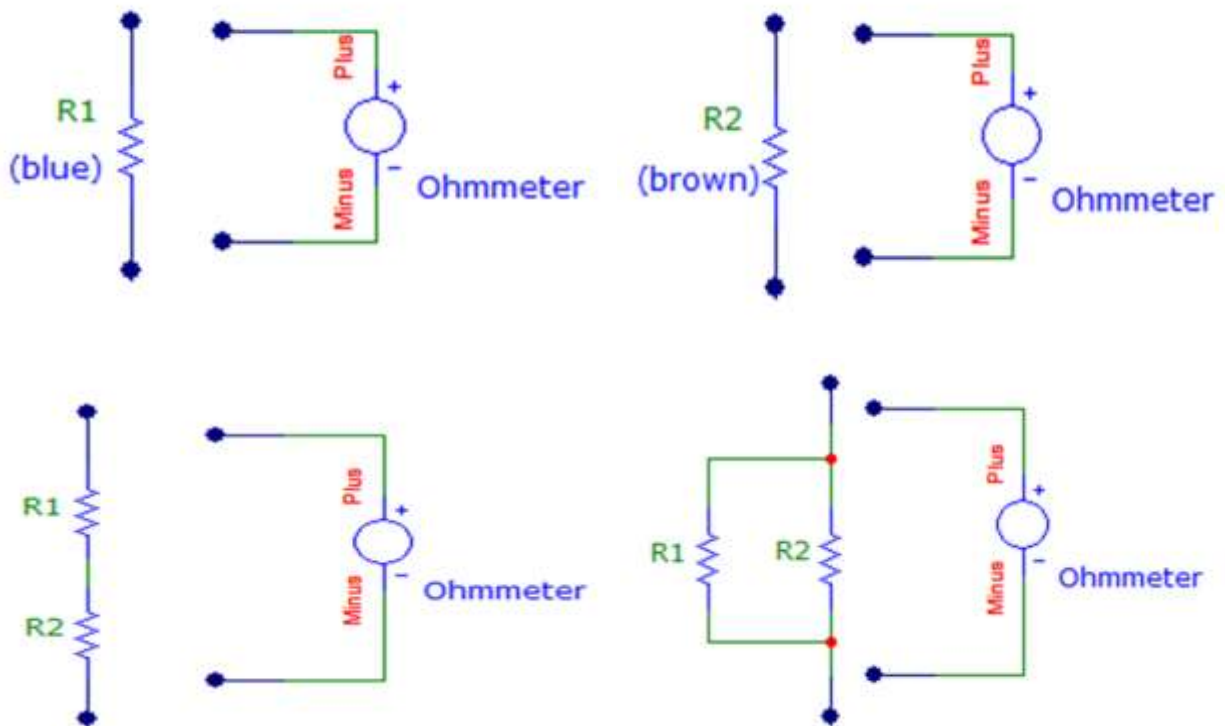 R1
(blue)
Plus
+
−
Minus
Ohmmeter
R2
(brown)
Plus
+
−
Minus
Ohmmeter
R1
R2
Plus
+
−
Minus
Ohmmeter
R1
R2
Plus
+
−
Minus
Ohmmeter